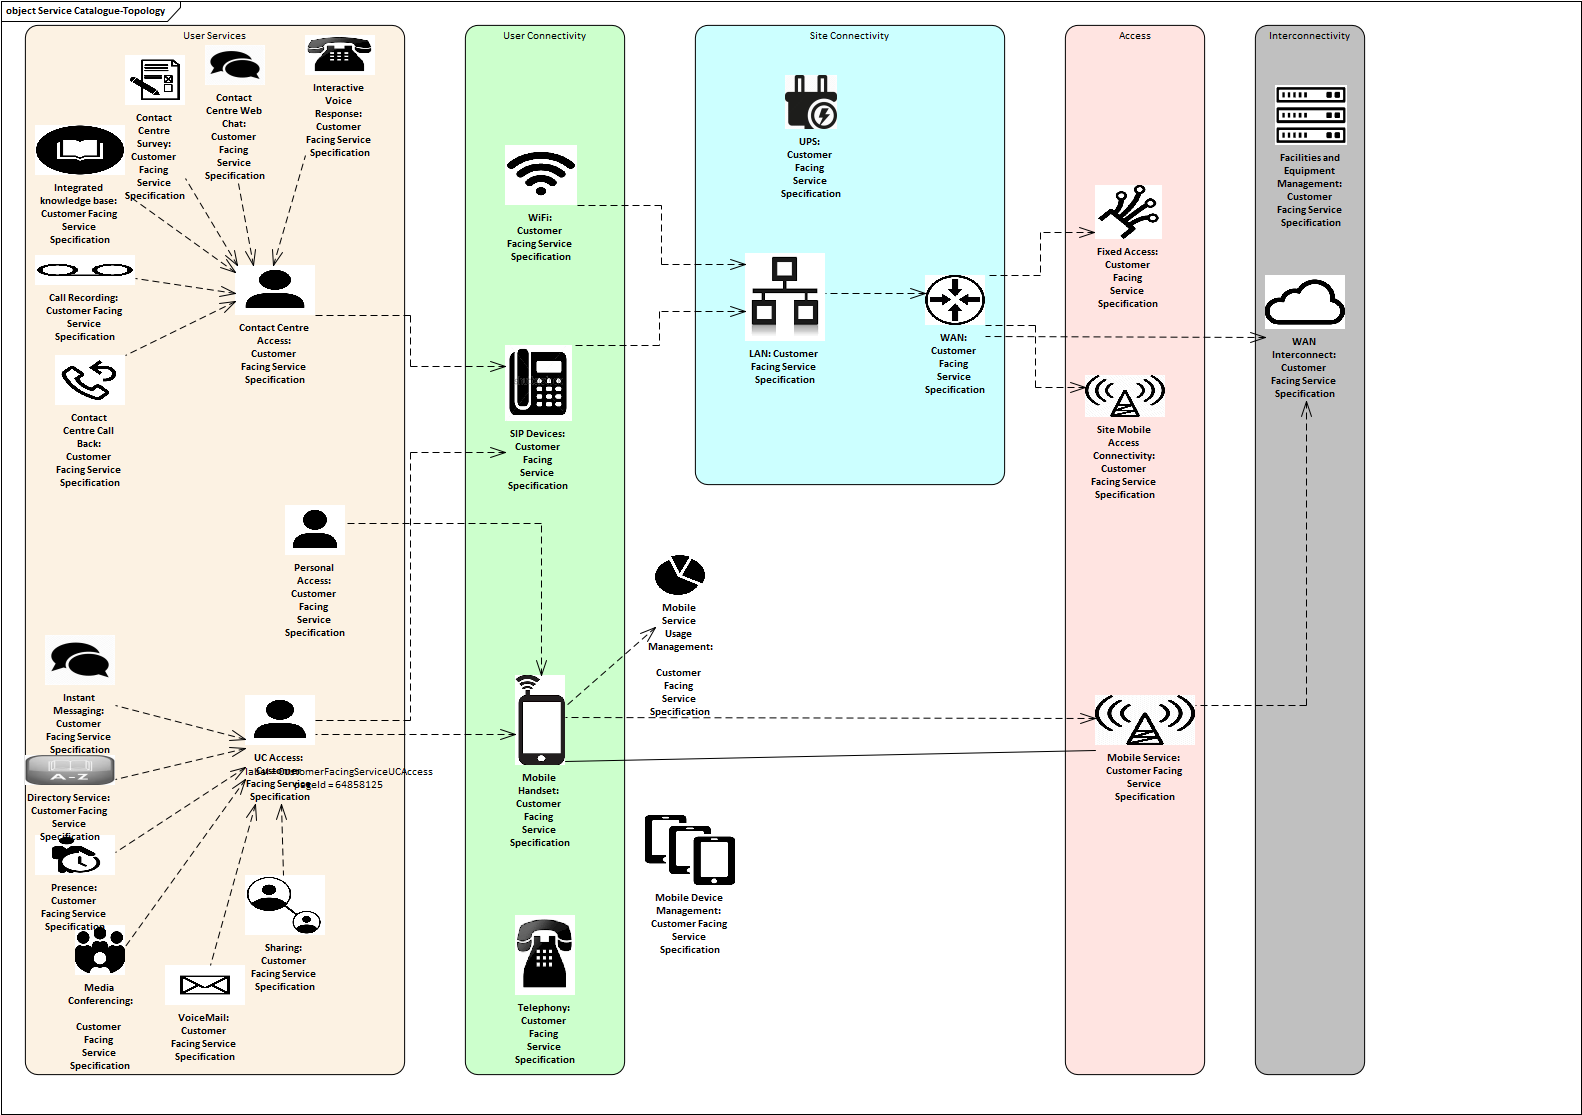 object Service Catalogue-Topology
User Services
Contact
Centre
Survey:
Customer
Facing
Service
Specification
Contact
Centre Web
Chat:
Customer
Facing
Service
Specification
Interactive
Voice
Response:
Customer
Facing Service
Specification
Integrated
knowledge base:
Customer Facing
Service
Specification
Call Recording:
Customer Facing
Service
Specification
Contact Centre
Access:
Customer
Facing Service
Specification
Contact
Centre Call
Back:
Customer
Facing Service
Specification
Personal
Access:
Customer
Facing
Service
Specification
Instant
Messaging:
Customer
Facing Service
Specification
A-Z
Directory Service:
Customer Facing
Service
Specification
UC Access:
Customer
Facing Service
Specification
label = CustomerFacingServiceUCAccess
pageId = 64858125
Presence:
Customer
Facing Service
Specification
Media
Conferencing:
Customer
Facing
Service
Specification
VoiceMail:
Customer
Facing Service
Specification
Sharing:
Customer
Facing Service
Specification
User Connectivity
WiFi:
Customer
Facing Service
Specification
SIP Devices:
Customer
Facing
Service
Specification
Mobile
Handset:
Customer
Facing
Service
Specification
Telephony:
Customer
Facing
Service
Specification
Mobile
Service
Usage
Management:
Customer
Facing
Service
Specification
Mobile Device
Management:
Customer Facing
Service
Specification
Site Connectivity
UPS:
Customer
Facing
Service
Specification
LAN: Customer
Facing Service
Specification
WAN:
Customer
Facing
Service
Specification
Access
Fixed Access:
Customer
Facing
Service
Specification
Site Mobile
Access
Connectivity:
Customer
Facing Service
Specification
Mobile Service:
Customer Facing
Service
Specification
Interconnectivity
Facilities and
Equipment
Management:
Customer
Facing Service
Specification
WAN
Interconnect:
Customer
Facing Service
Specification